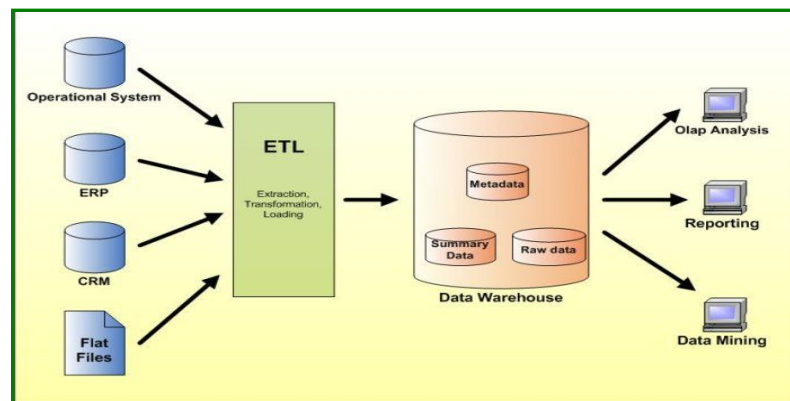 Operational System
ERP
CRM
Flat
Files
ETL
Extraction,
Transformation,
Loading
Metadata
Summary
Data
Raw data
Data Warehouse
Olap Analysis
Reporting
Data Mining